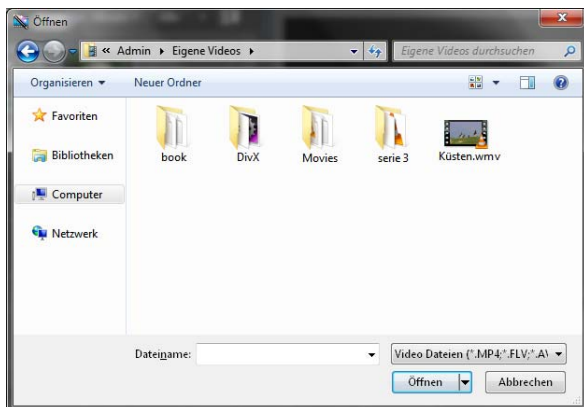 Öffnen
« Admin ▸ Eigene Videos ▸
Eigene Videos durchsuchen
Organisieren ▾ Neuer Ordner
Favoriten
Bibliotheken
Computer
Netzwerk
book DivX Movies serie 3 Küsten.wmv
Dateiname:
Video Dateien (*.MP4;*.FLV;*.A\
Öffnen Abbrechen